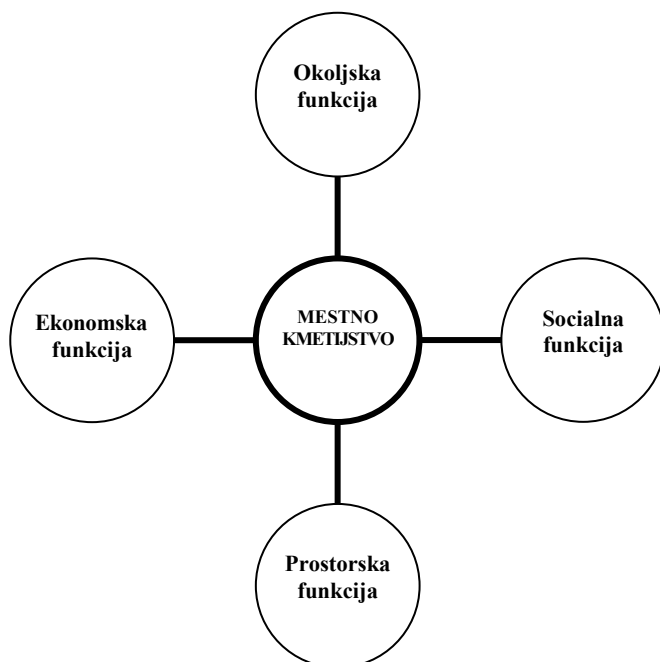 Okoljska
funkcija
Ekonomska
funkcija
MESTNO
KMETIJSTVO
Socialna
funkcija
Prostorska
funkcija